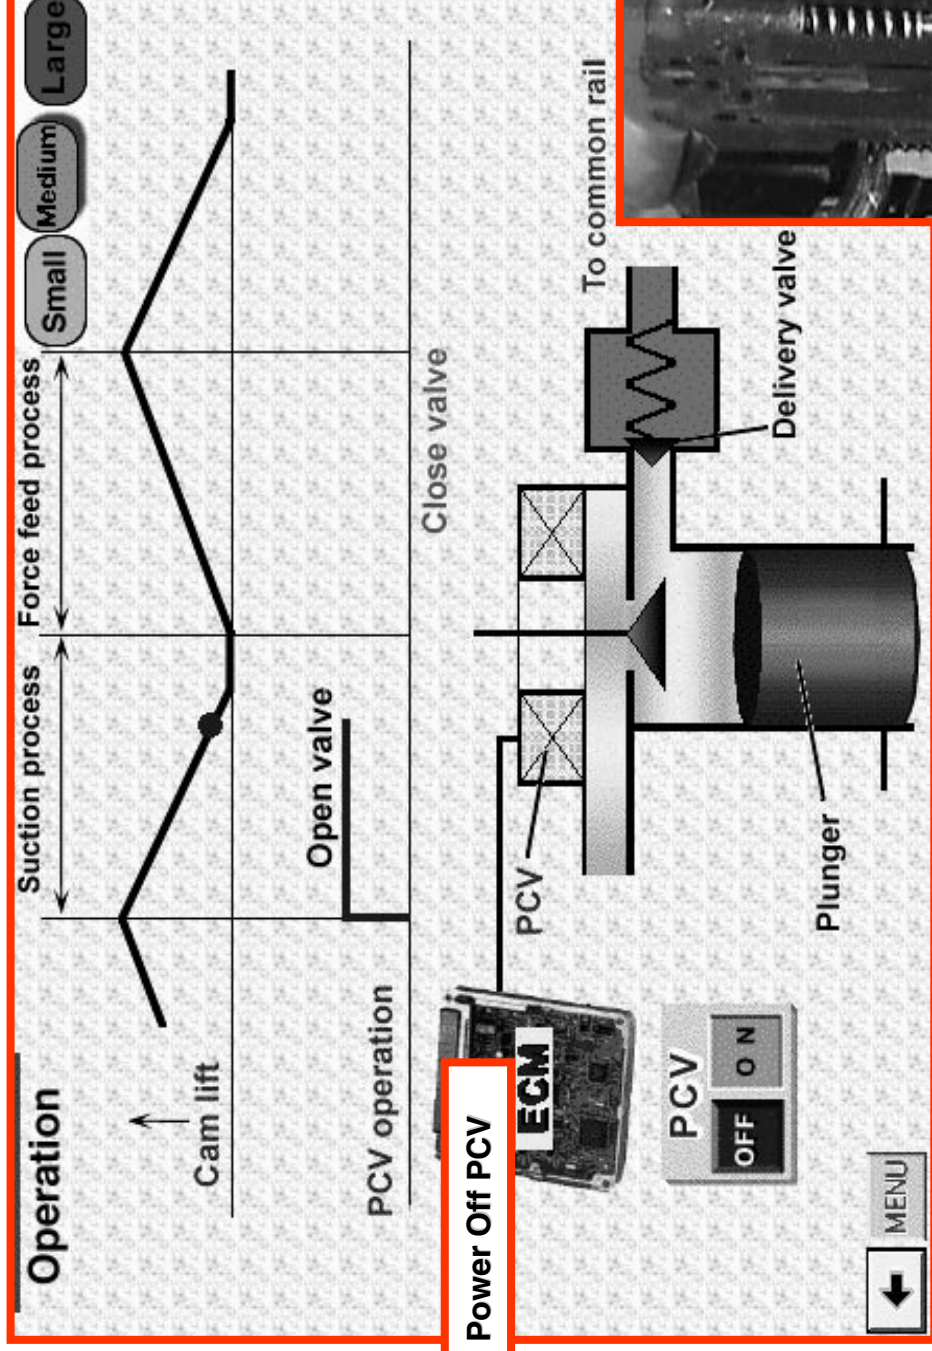 Operation
Small
Medium
Large
Suction process
Force feed process
Cam lift
Open valve
PCV operation
Close valve
To common rail
Power Off PCV
ECM
PCV
Delivery valve
PCV
OFF
ON
Plunger
MENU